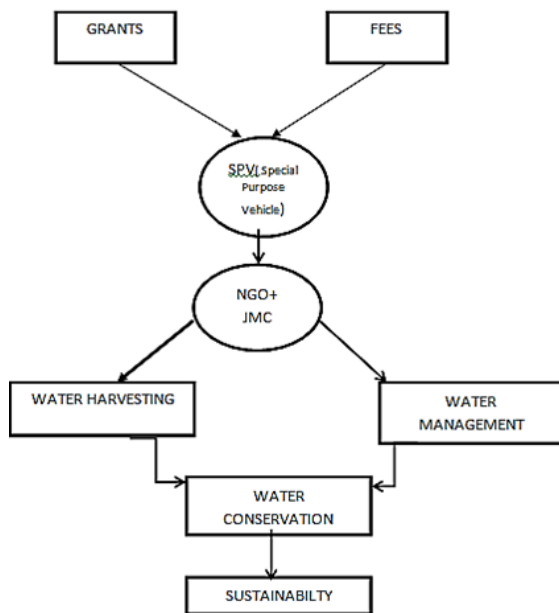 GRANTS
FEES
SPV( Special
Purpose
Vehicle)
NGO+
JMC
WATER HARVESTING
WATER
MANAGEMENT
WATER
CONSERVATION
SUSTAINABILTY